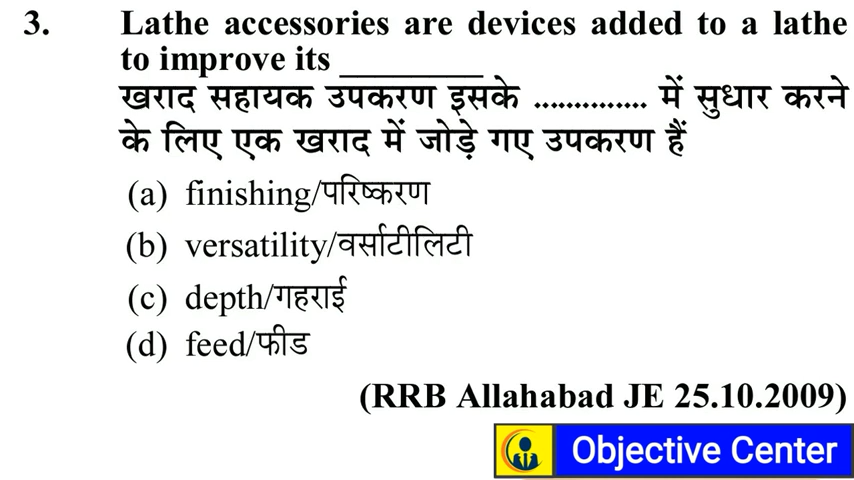 3. Lathe accessories are devices added to a lathe
to improve its ________
खराद सहायक उपकरण इसके .............. में सुधार करने
के लिए एक खराद में जोड़े गए उपकरण हैं
(a) finishing/परिष्करण
(b) versatility/वर्साटीलिटी
(c) depth/गहराई
(d) feed/फीड
(RRB Allahabad JE 25.10.2009)
Objective Center